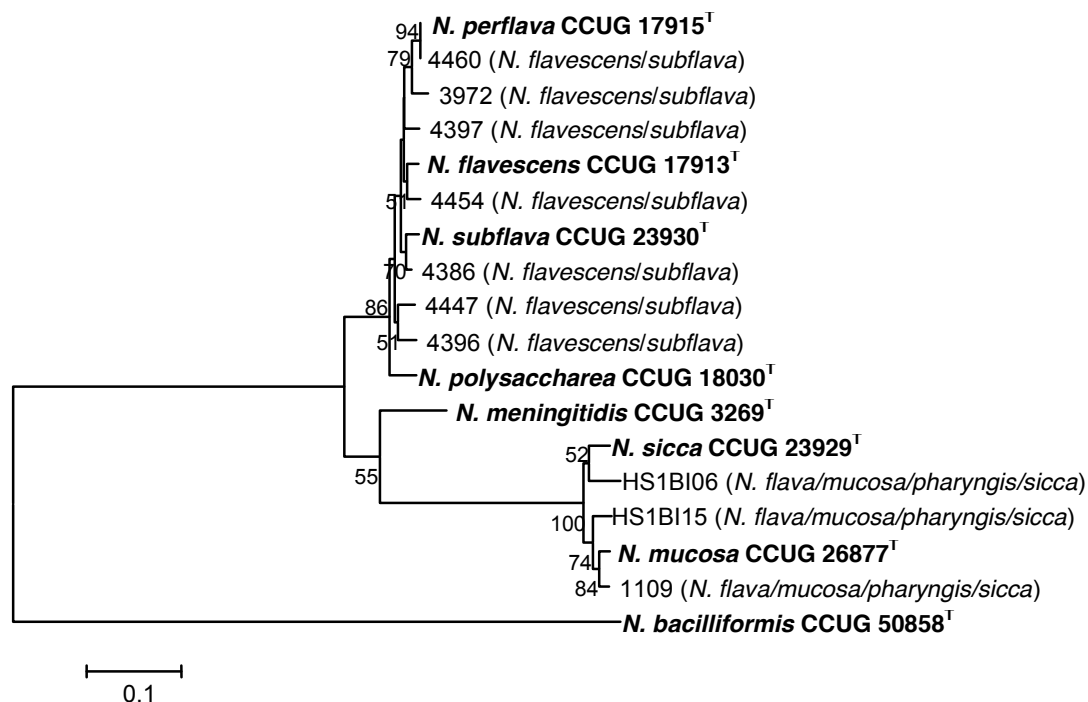 94
N. perflava CCUG 17915T
79
4460 (N. flavescens/subflava)
3972 (N. flavescens/subflava)
4397 (N. flavescens/subflava)
N. flavescens CCUG 17913T
51
4454 (N. flavescens/subflava)
N. subflava CCUG 23930T
70
4386 (N. flavescens/subflava)
86
4447 (N. flavescens/subflava)
51
4396 (N. flavescens/subflava)
N. polysaccharea CCUG 18030T
N. meningitidis CCUG 3269T
52
N. sicca CCUG 23929T
55
HS1BI06 (N. flava/mucosa/pharyngis/sicca)
100
HS1BI15 (N. flava/mucosa/pharyngis/sicca)
74
N. mucosa CCUG 26877T
84
1109 (N. flava/mucosa/pharyngis/sicca)
N. bacilliformis CCUG 50858T
0.1